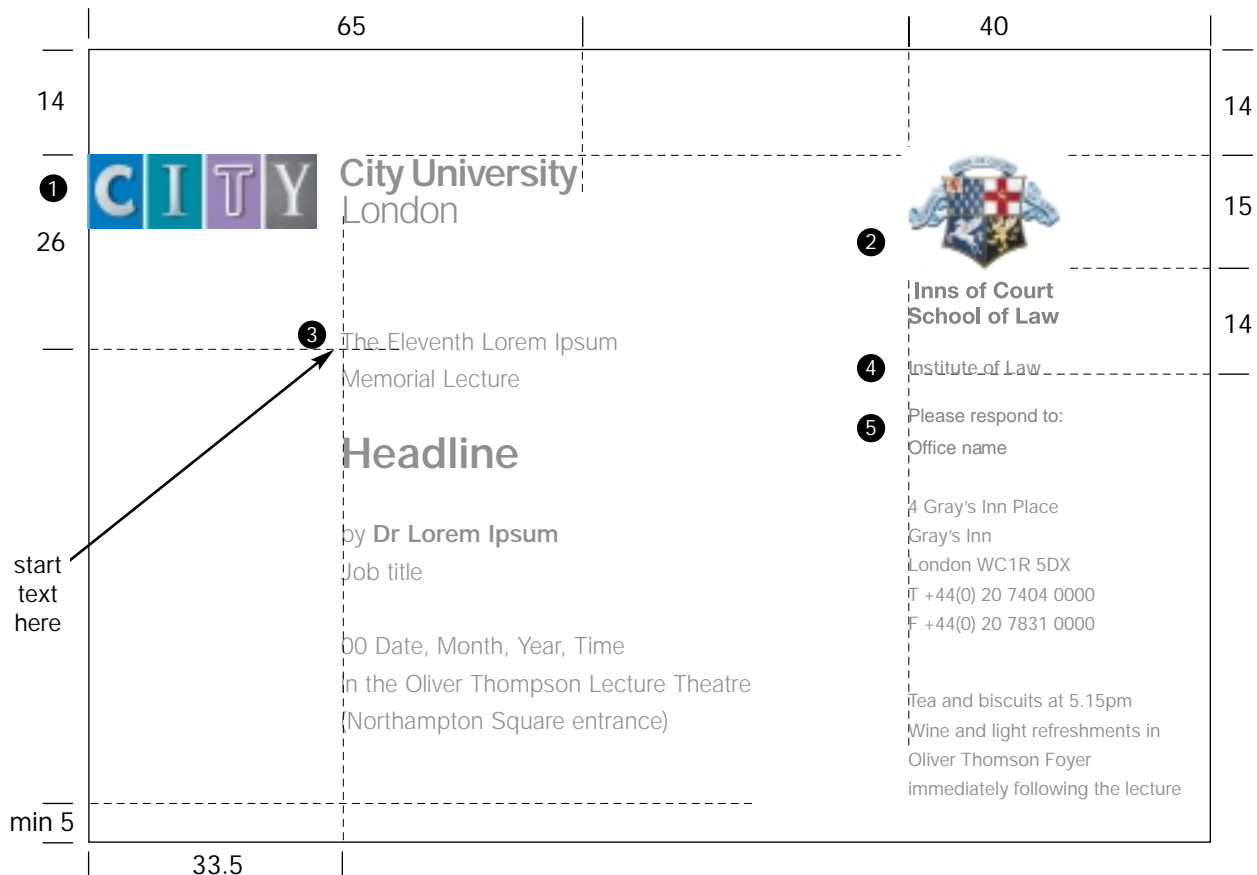 65
40
14
14
1
CITY
City University
London
15
26
2
Inns of Court
School of Law
14
3
The Eleventh Lorem Ipsum
Memorial Lecture
4
Institute of Law
5
Please respond to:
Office name
Headline
4 Gray's Inn Place
Gray's Inn
London WC1R 5DX
T +44(0) 20 7404 0000
F +44(0) 20 7831 0000
by Dr Lorem Ipsum
Job title
start
text
here
00 Date, Month, Year, Time
in the Oliver Thompson Lecture Theatre
(Northampton Square entrance)
Tea and biscuits at 5.15pm
Wine and light refreshments in
Oliver Thomson Foyer
immediately following the lecture
min 5
33.5